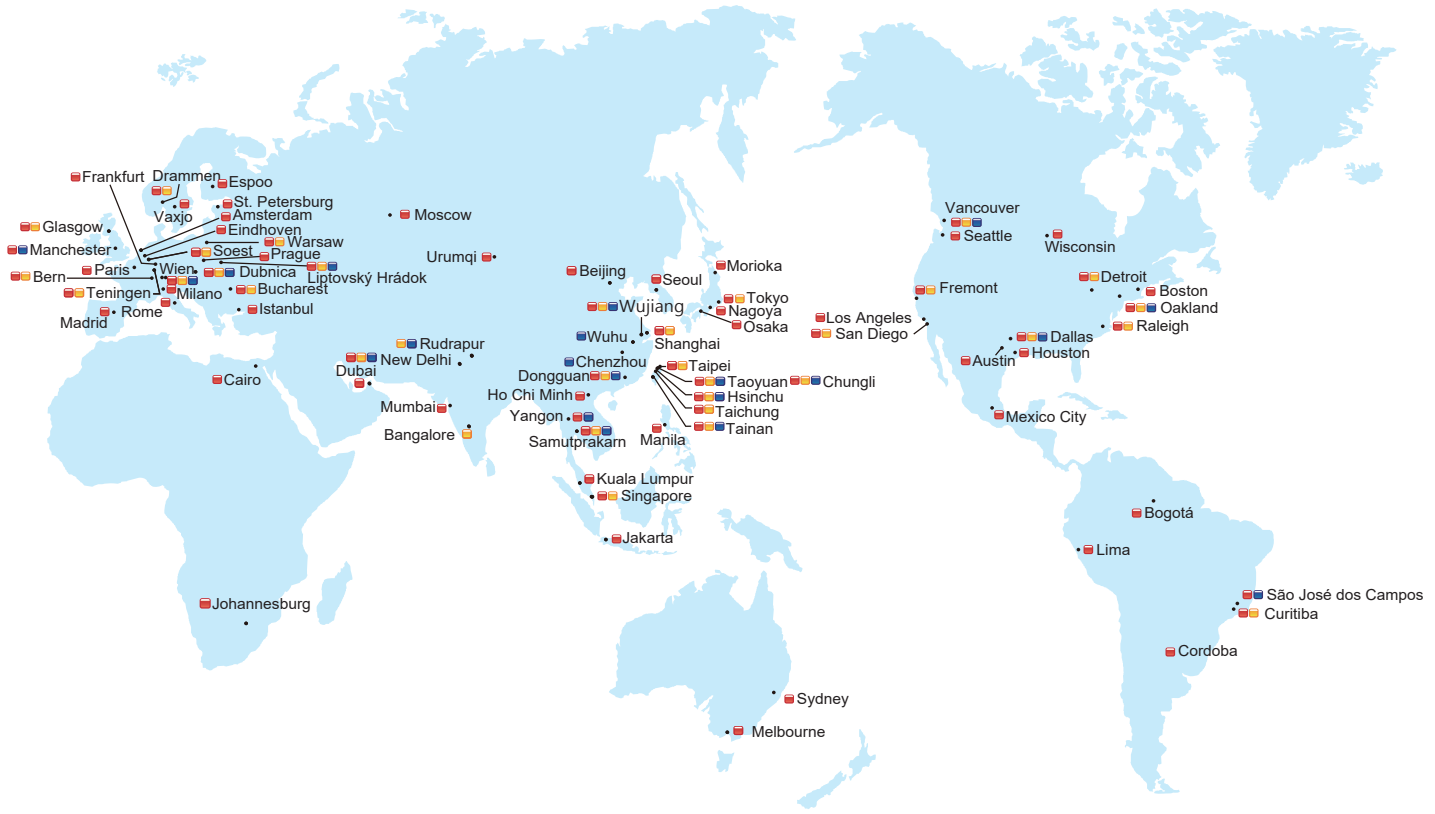 Frankfurt
Drammen
Espoo
St. Petersburg
Vaxjo
Amsterdam
Moscow
Glasgow
Eindhoven
Manchester
Warsaw
Soest
Prague
Urumqi
Paris
Wien
Dubnica
Liptovský Hrádok
Bern
Teningen
Milano
Bucharest
Rome
Istanbul
Madrid
Cairo
Johannesburg
Rudrapur
New Delhi
Dubai
Mumbai
Bangalore
Beijing
Seoul
Morioka
Wujiang
Tokyo
Nagoya
Osaka
Wuhu
Shanghai
Chenzhou
Taipei
Dongguan
Taoyuan
Chungli
Ho Chi Minh
Hsinchu
Yangon
Taichung
Samutprakarn
Manila
Tainan
Kuala Lumpur
Singapore
Jakarta
Sydney
Melbourne
Vancouver
Seattle
Wisconsin
Detroit
Fremont
Boston
Oakland
Los Angeles
San Diego
Raleigh
Dallas
Austin
Houston
Mexico City
Bogotá
Lima
São José dos Campos
Curitiba
Cordoba